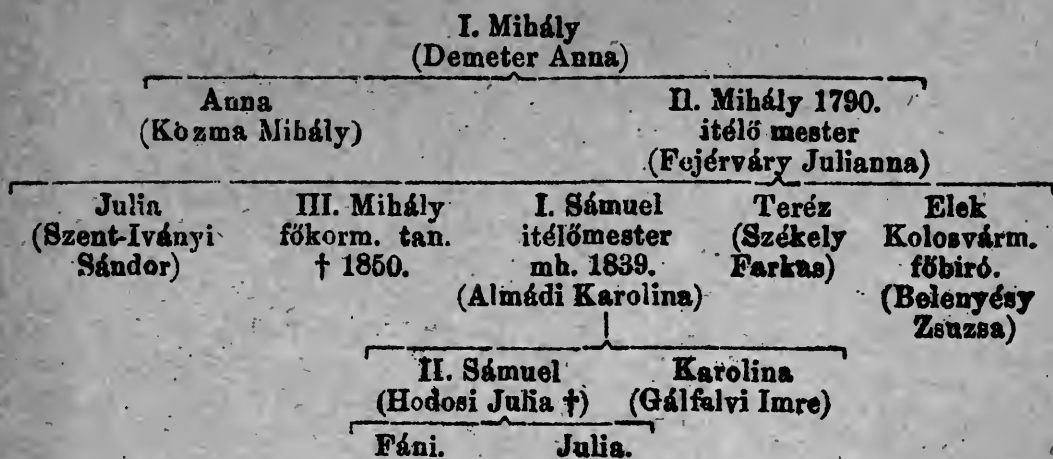 I. Mihály
(Demeter Anna)
Anna II. Mihály 1790.
(Kozma Mihály) itélő mester
(Fejérváry Julianna)
Julia III. Mihály I. Sámuel Teréz Elek
(Szent-Iványi főkorm. tan. itélőmester (Székely Kolosvárm.
Sándor) † 1850. mh. 1839. Farkas) főbiró.
(Almádi Karolina) (Belenyésy
Zsuzsa)
II. Sámuel Karolina
(Hodosi Julia †) (Gálfalvi Imre)
Fáni. Julia.